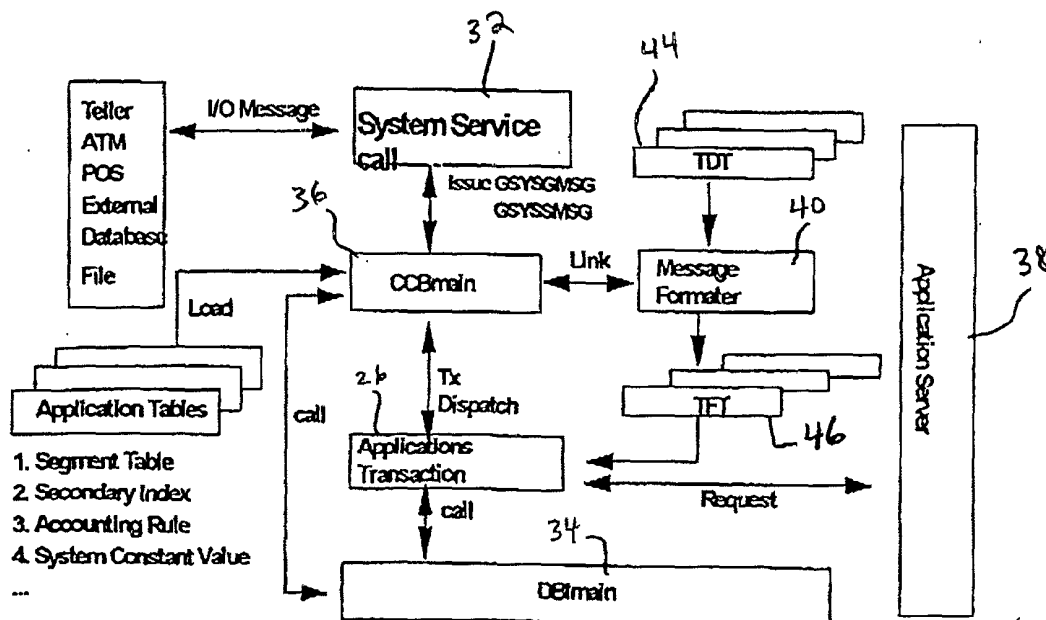 32
44
Teller
ATM
POS
External
Database
File
I/O Message
System Service
call
TDT
Issuc GSYSGMSG
GSYSSMSG
36
40
CCBmain
Link
Message
Formater
Application Server
38
Load
Application Tables
call
26
Tx
Dispatch
TFT
46
Applications
Transaction
1. Segment Table
2. Secondary Index
3. Accounting Rule
4. System Constant Value
...
Request
call
34
DBfmain